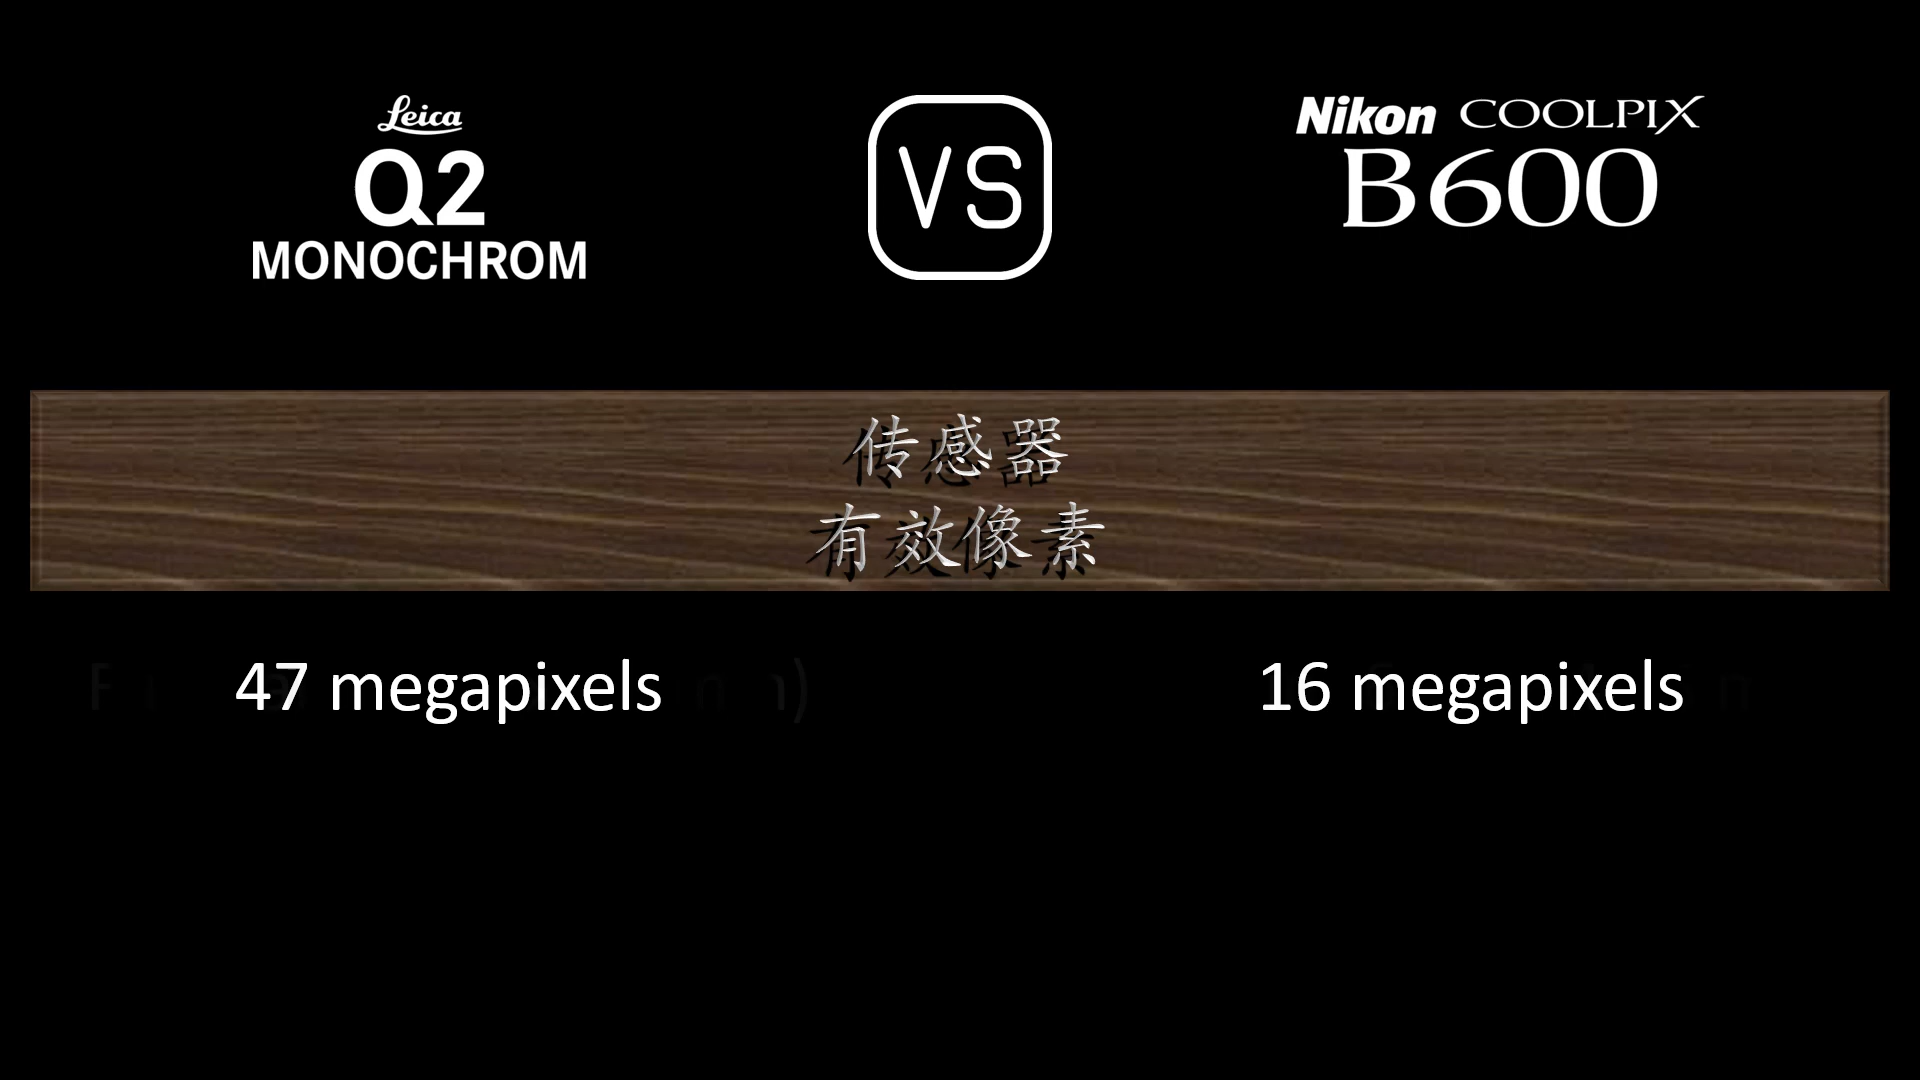 Leica
Q2
MONOCHROM
VS
Nikon COOLPIX
B600
传感器
有效像素
47 megapixels
16 megapixels